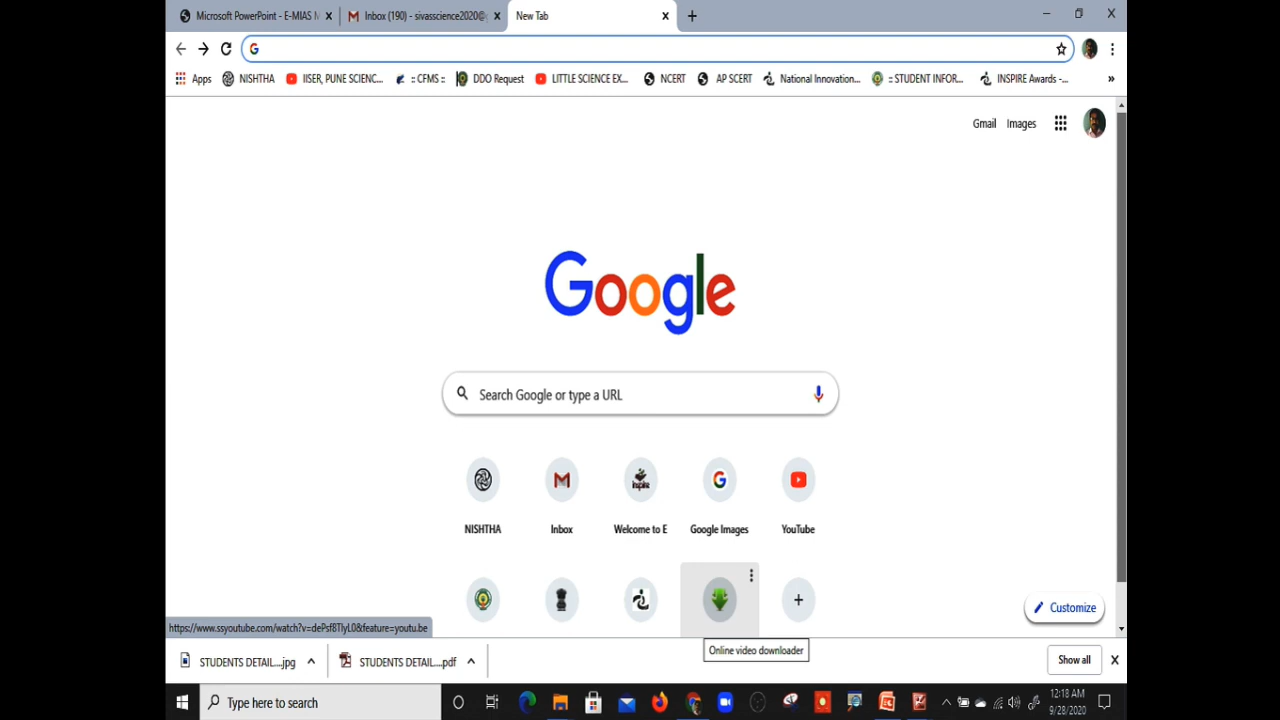 Microsoft PowerPoint - E-MIAS M
Inbox (190) - sivasscience2020@g
New Tab
Apps
NISHTHA
IISER, PUNE SCIENC...
:: CFMS ::
DDO Request
LITTLE SCIENCE EX...
NCERT
AP SCERT
National Innovation...
:: STUDENT INFOR...
INSPIRE Awards -...
»
Gmail
Images
Google
Search Google or type a URL
NISHTHA
Inbox
Welcome to E
Google Images
YouTube
Customize
https://www.ssyoutube.com/watch?v=dePsf8TlyL0&feature=youtu.be
Online video downloader
STUDENTS DETAIL....jpg
STUDENTS DETAIL....pdf
Show all
Type here to search
12:18 AM
9/28/2020